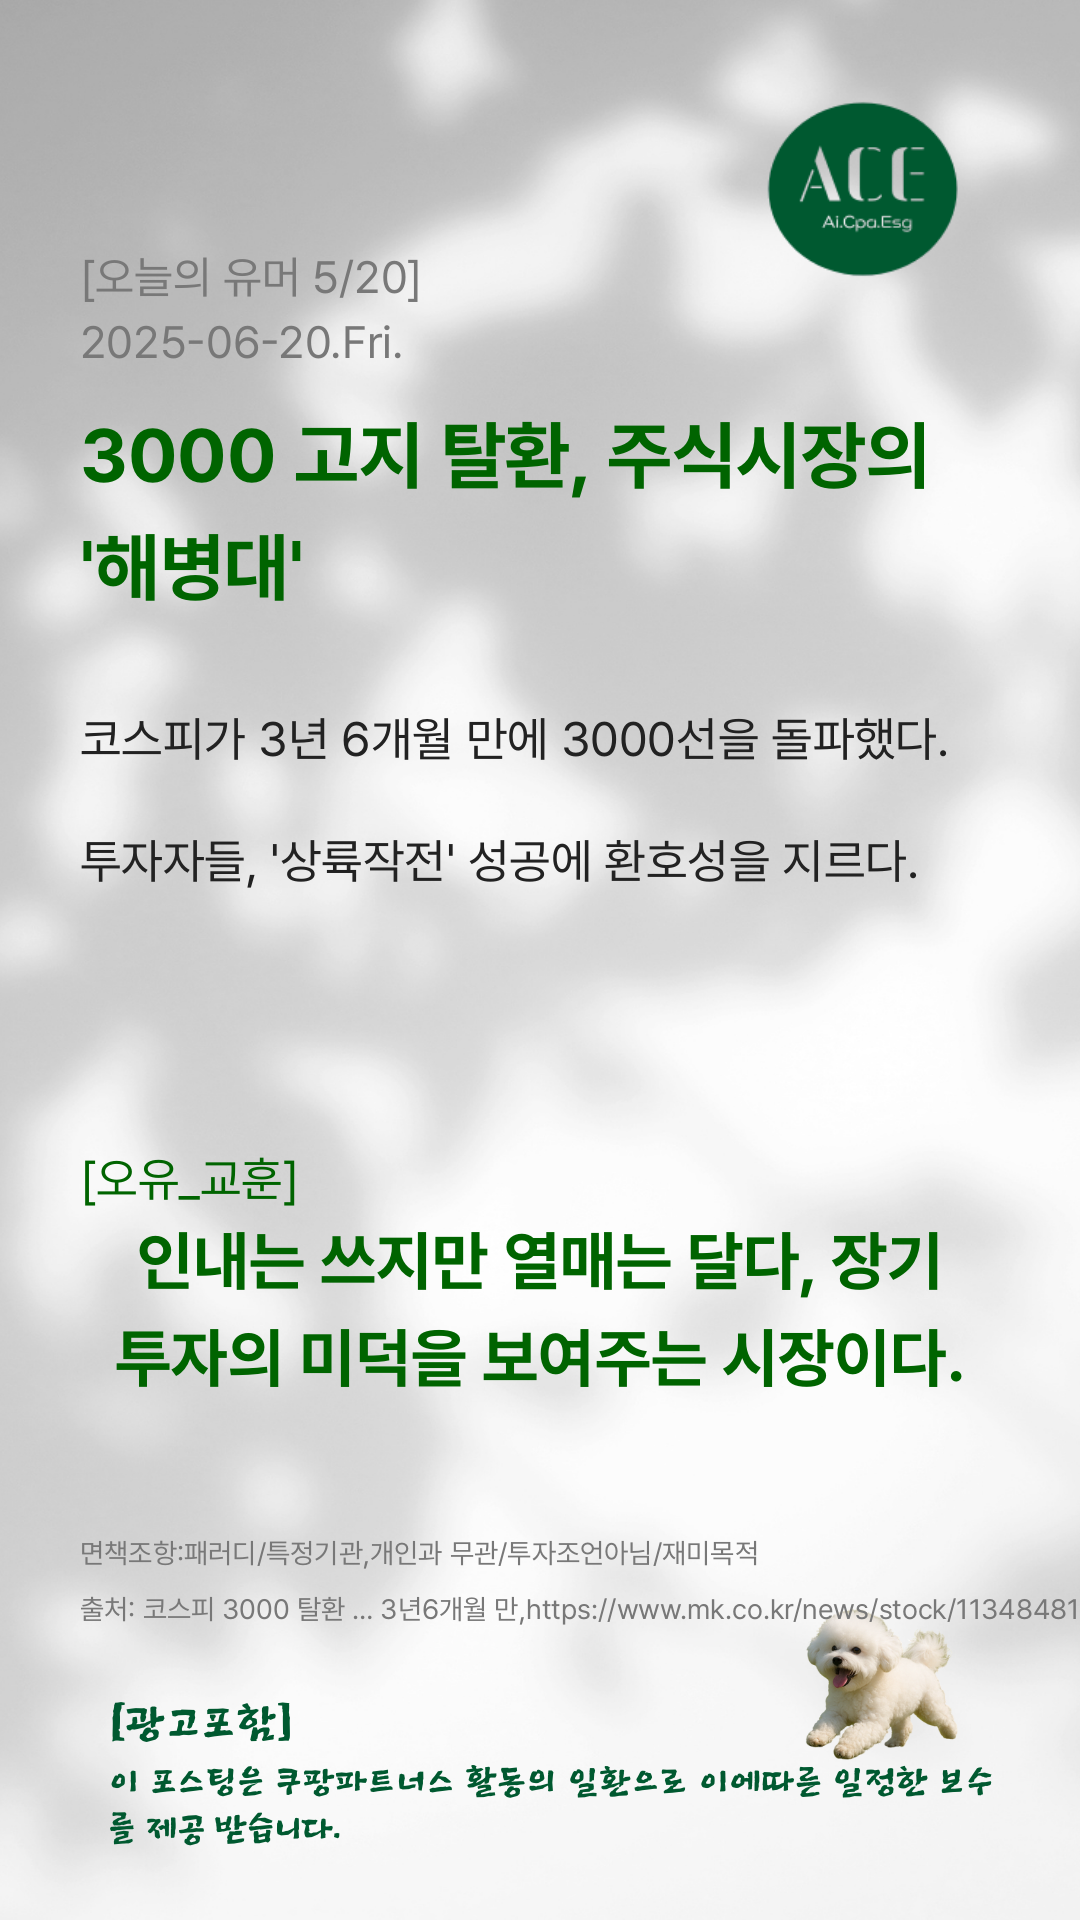 ACE
Ai.Cpa.Esg
[오늘의 유머 5/20]
2025-06-20.Fri.
3000 고지 탈환, 주식시장의
'해병대'
코스피가 3년 6개월 만에 3000선을 돌파했다.
투자자들, '상륙작전' 성공에 환호성을 지르다.
[오유_교훈]
인내는 쓰지만 열매는 달다, 장기
투자의 미덕을 보여주는 시장이다.
면책조항:패러디/특정기관,개인과 무관/투자조언아님/재미목적
출처: 코스피 3000 탈환 ... 3년6개월 만,https://www.mk.co.kr/news/stock/11348481
[광고포함]
이 포스팅은 쿠팡파트너스 활동의 일환으로 이에따른 일정한 보수
를 제공 받습니다.